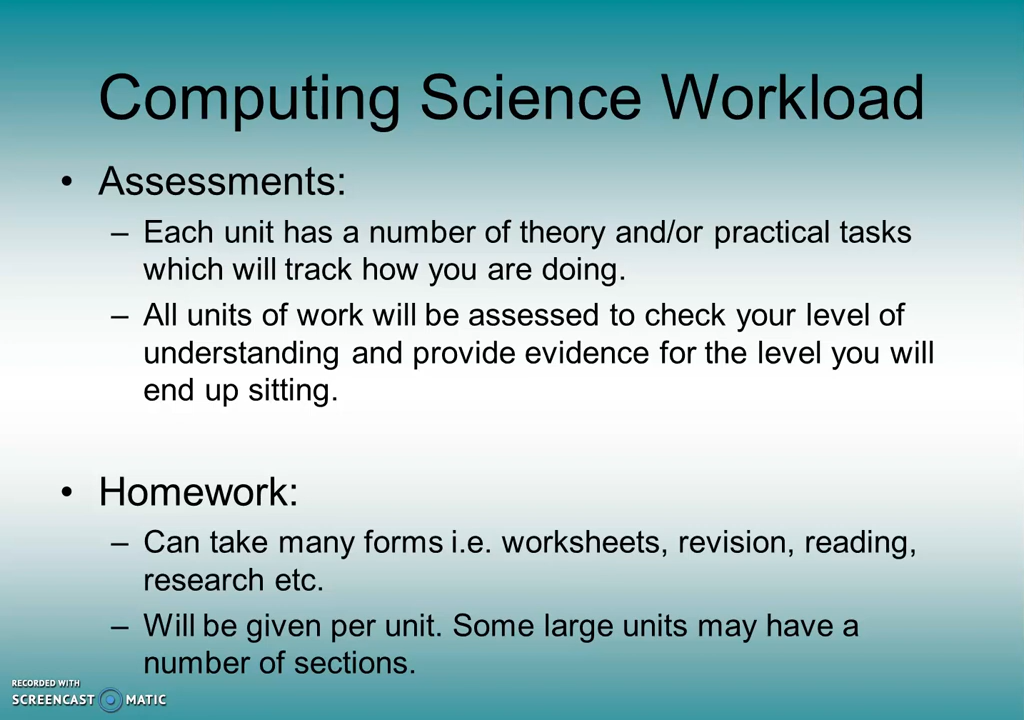 Computing Science Workload
• Assessments:
– Each unit has a number of theory and/or practical tasks
which will track how you are doing.
– All units of work will be assessed to check your level of
understanding and provide evidence for the level you will
end up sitting.
• Homework:
– Can take many forms i.e. worksheets, revision, reading,
research etc.
– Will be given per unit. Some large units may have a
number of sections.
RECORDED WITH
SCREENCAST MATIC